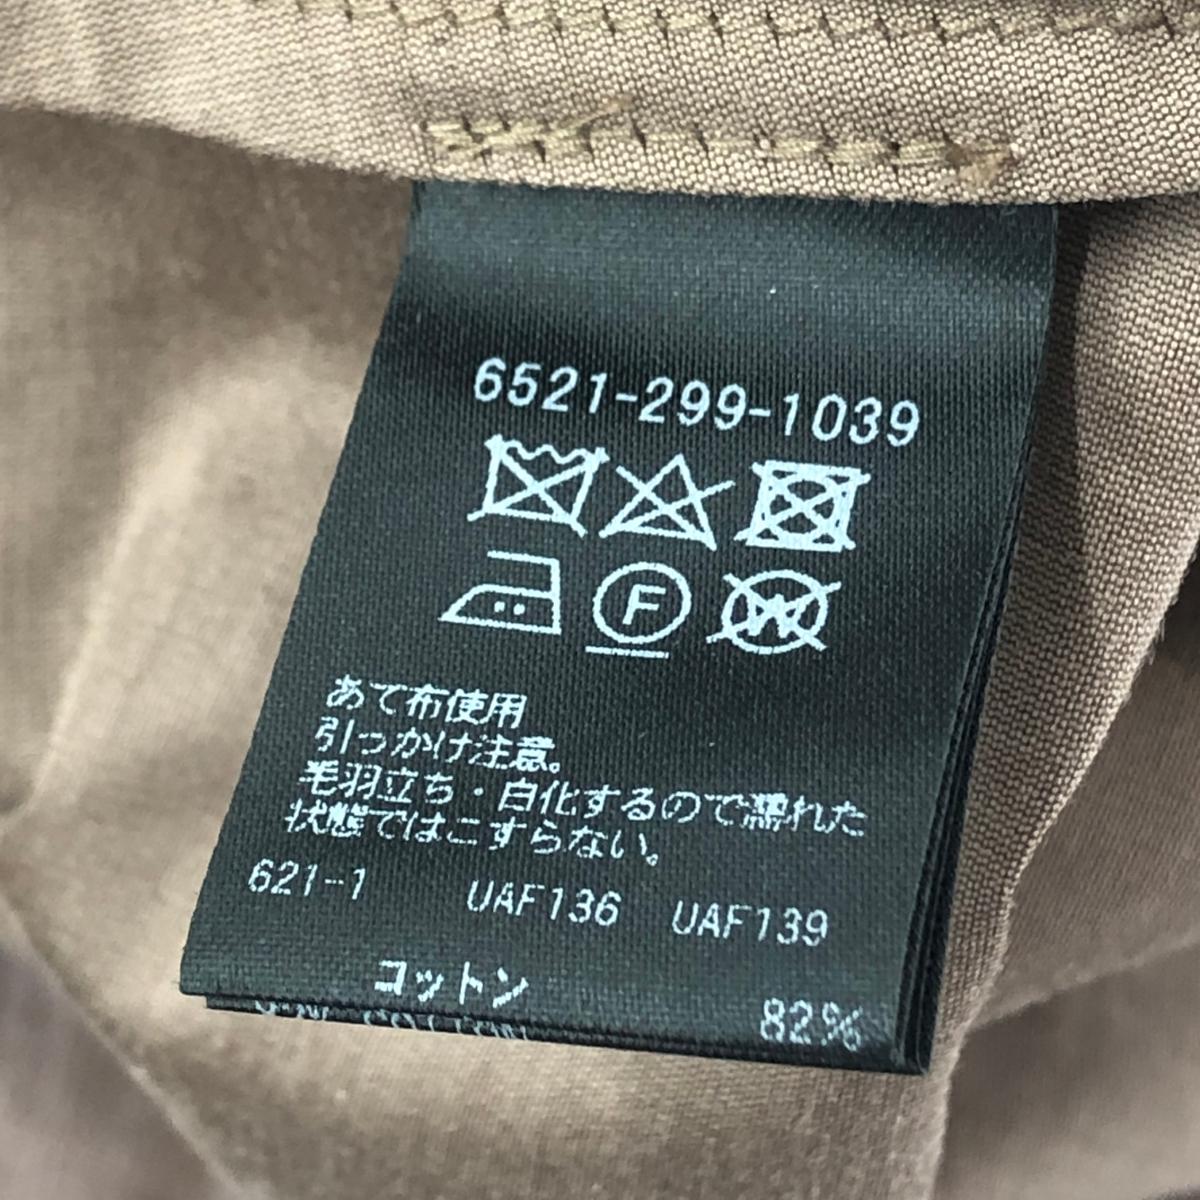 6521-299-1039
F
W
あて布使用
引っかけ注意。
毛羽立ち・白化するので濡れた
状態ではこすらない。
621-1 UAF136 UAF139
コットン 82%
COTTON